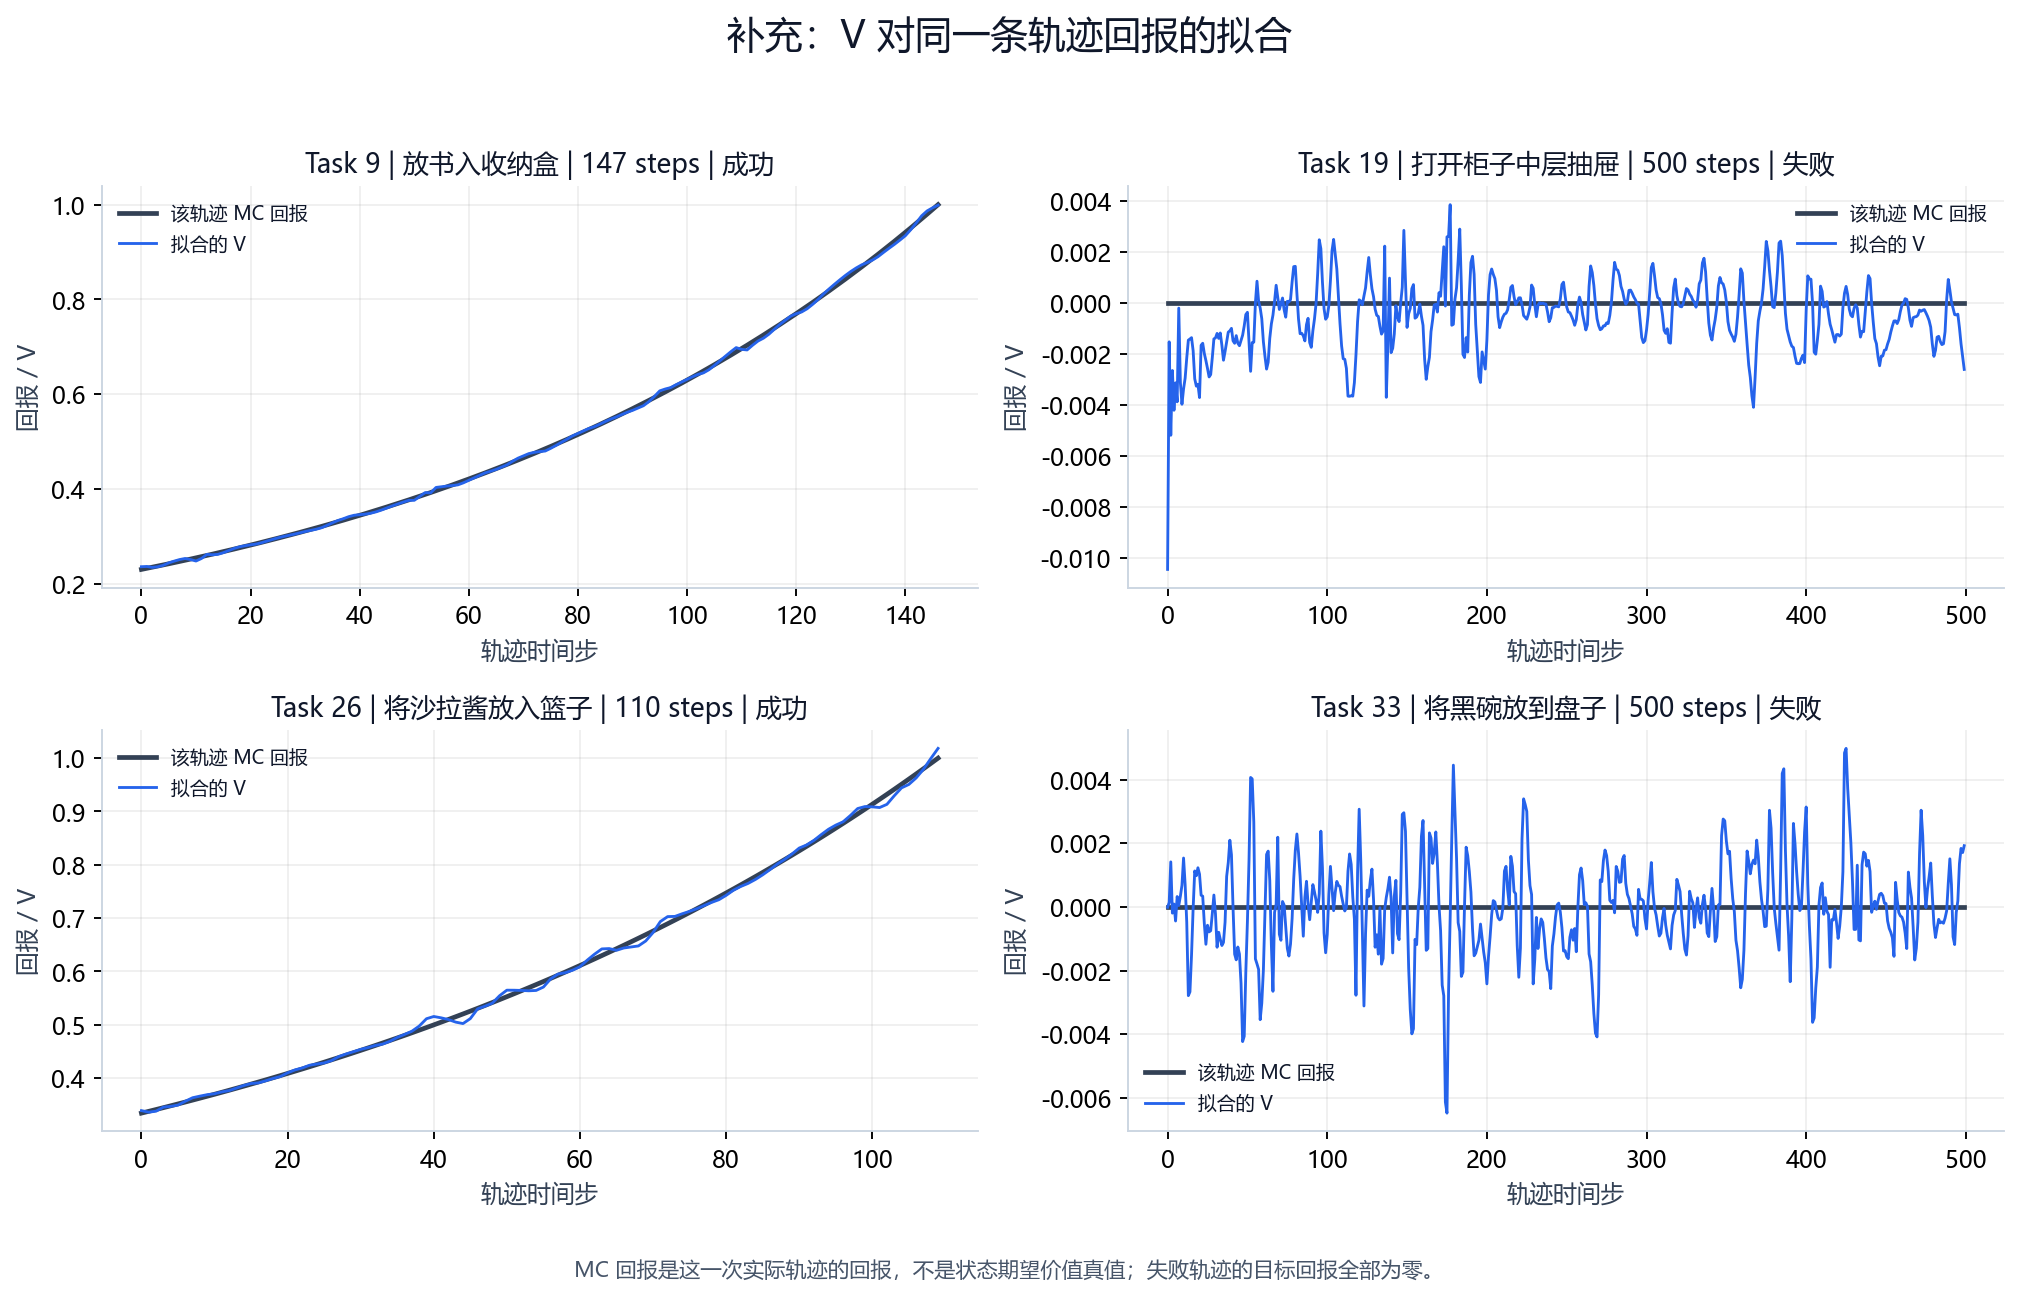 补充：V 对同一条轨迹回报的拟合
Task 9 | 放书入收纳盒 | 147 steps | 成功
该轨迹 MC 回报
拟合的 V
回报 / V
1.0
0.8
0.6
0.4
0.2
0 20 40 60 80 100 120 140
轨迹时间步
Task 19 | 打开柜子中层抽屉 | 500 steps | 失败
该轨迹 MC 回报
拟合的 V
回报 / V
0.004
0.002
0.000
-0.002
-0.004
-0.006
-0.008
-0.010
0 100 200 300 400 500
轨迹时间步
Task 26 | 将沙拉酱放入篮子 | 110 steps | 成功
该轨迹 MC 回报
拟合的 V
回报 / V
1.0
0.9
0.8
0.7
0.6
0.5
0.4
0 20 40 60 80 100
轨迹时间步
Task 33 | 将黑碗放到盘子 | 500 steps | 失败
该轨迹 MC 回报
拟合的 V
回报 / V
0.004
0.002
0.000
-0.002
-0.004
-0.006
0 100 200 300 400 500
轨迹时间步
MC 回报是这一次实际轨迹的回报，不是状态期望价值真值；失败轨迹的目标回报全部为零。